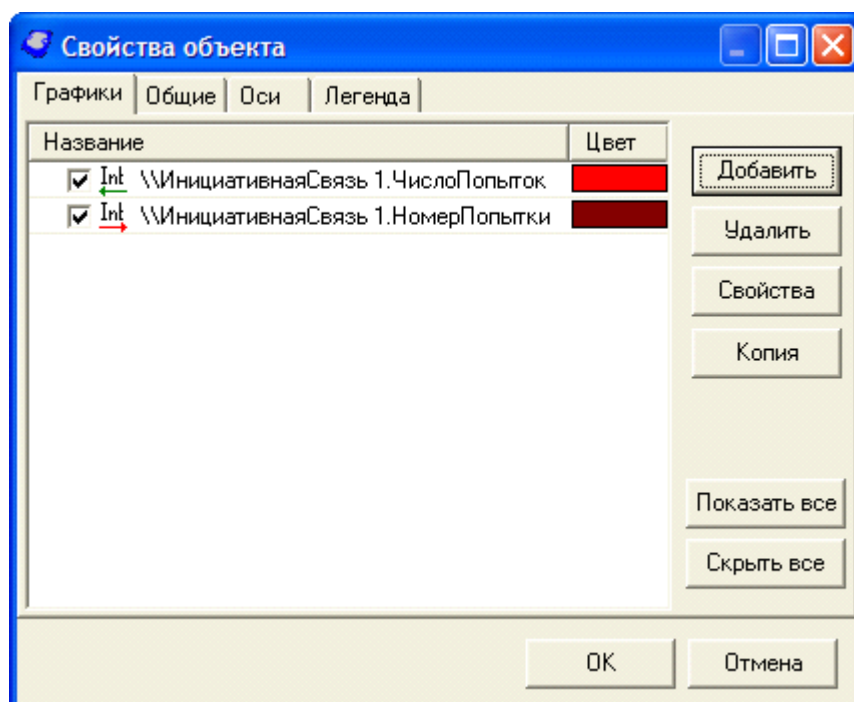 Свойства объекта
Графики Общие Оси Легенда
Название Цвет
Int \\ИнициативнаяСвязь 1.ЧислоПопыток
Int \\ИнициативнаяСвязь 1.НомерПопытки
Добавить
Удалить
Свойства
Копия
Показать все
Скрыть все
OK Отмена